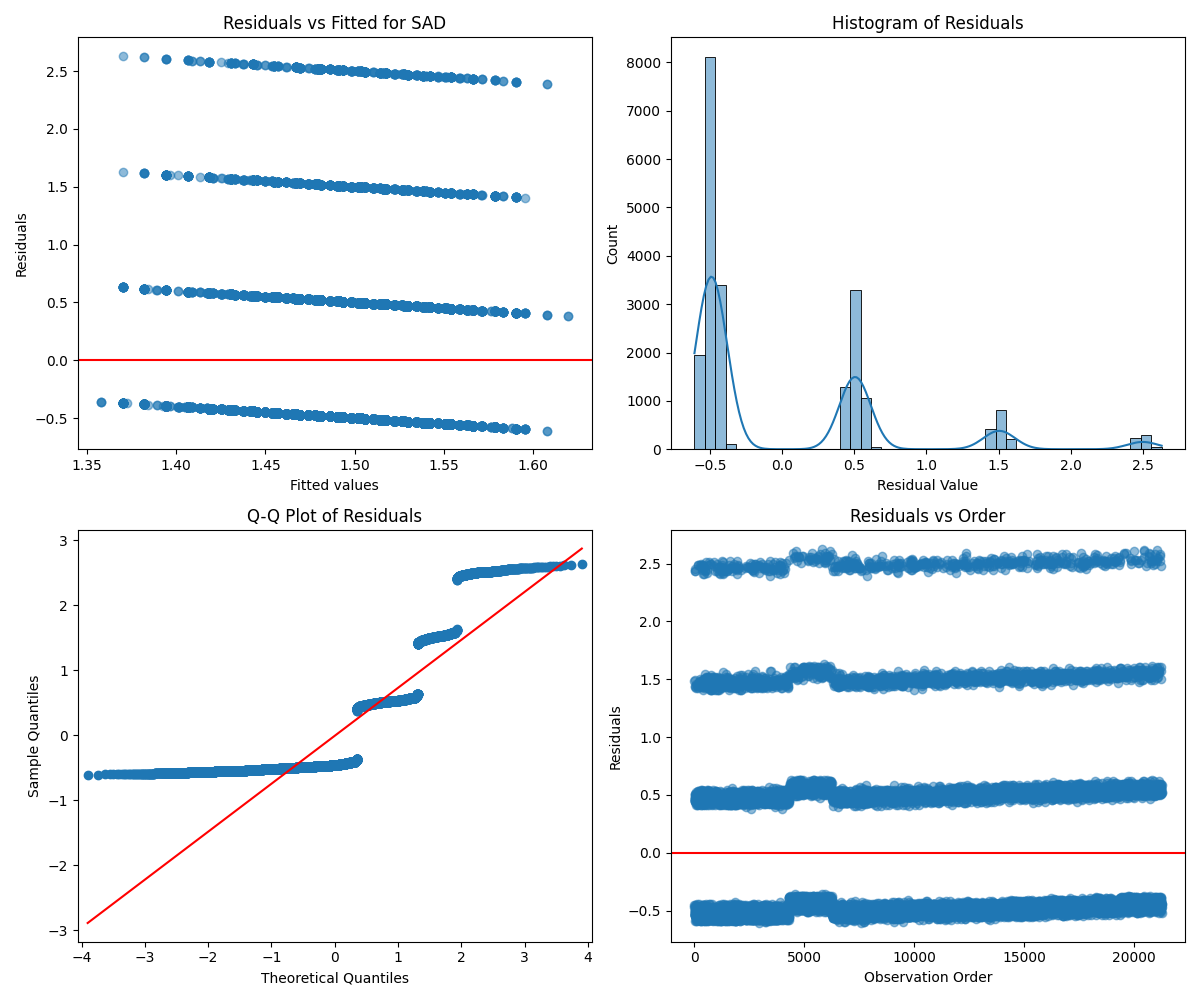 Residuals vs Fitted for SAD
Residuals
2.5
2.0
1.5
1.0
0.5
0.0
−0.5
1.35 1.40 1.45 1.50 1.55 1.60
Fitted values
Histogram of Residuals
Count
8000
7000
6000
5000
4000
3000
2000
1000
0
−0.5 0.0 0.5 1.0 1.5 2.0 2.5
Residual Value
Q-Q Plot of Residuals
Sample Quantiles
3
2
1
0
−1
−2
−3
−4 −3 −2 −1 0 1 2 3 4
Theoretical Quantiles
Residuals vs Order
Residuals
2.5
2.0
1.5
1.0
0.5
0.0
−0.5
0 5000 10000 15000 20000
Observation Order